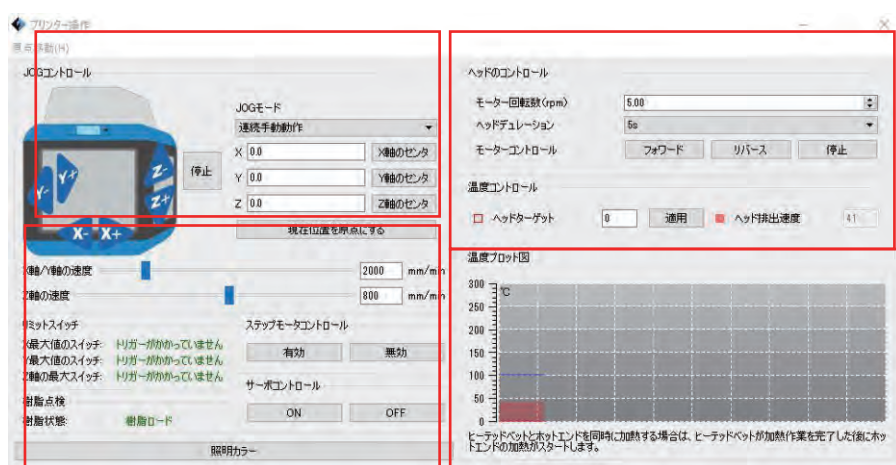 プリンター操作
原点移動(H)
JOGコントロール
JOGモード
連続手動動作
X 0.0 X軸のセンタ
Y 0.0 Y軸のセンタ
Z 0.0 Z軸のセンタ
停止
Y- Y+ Z- Z+ X- X+
現在位置を原点にする
X軸/Y軸の速度 2000 mm/min
Z軸の速度 800 mm/min
リミットスイッチ
X最大値のスイッチ: トリガーがかかっていません
Y最大値のスイッチ: トリガーがかかっていません
Z軸の最大スイッチ: トリガーがかかっていません
樹脂点検
樹脂状態: 樹脂ロード
ステップモータコントロール
有効 無効
サーボコントロール
ON OFF
照明カラー
ヘッドのコントロール
モーター回転数(rpm) 5.00
ヘッドデュレーション 5s
モーターコントロール フォワード リバース 停止
温度コントロール
ヘッドターゲット 0 適用 ヘッド排出速度 41
温度プロット図
℃
300
250
200
150
100
50
0
ヒーテッドベットとホットエンドを同時に加熱する場合は、ヒーテッドベットが加熱作業を完了した後にホッ
トエンドの加熱がスタートします。